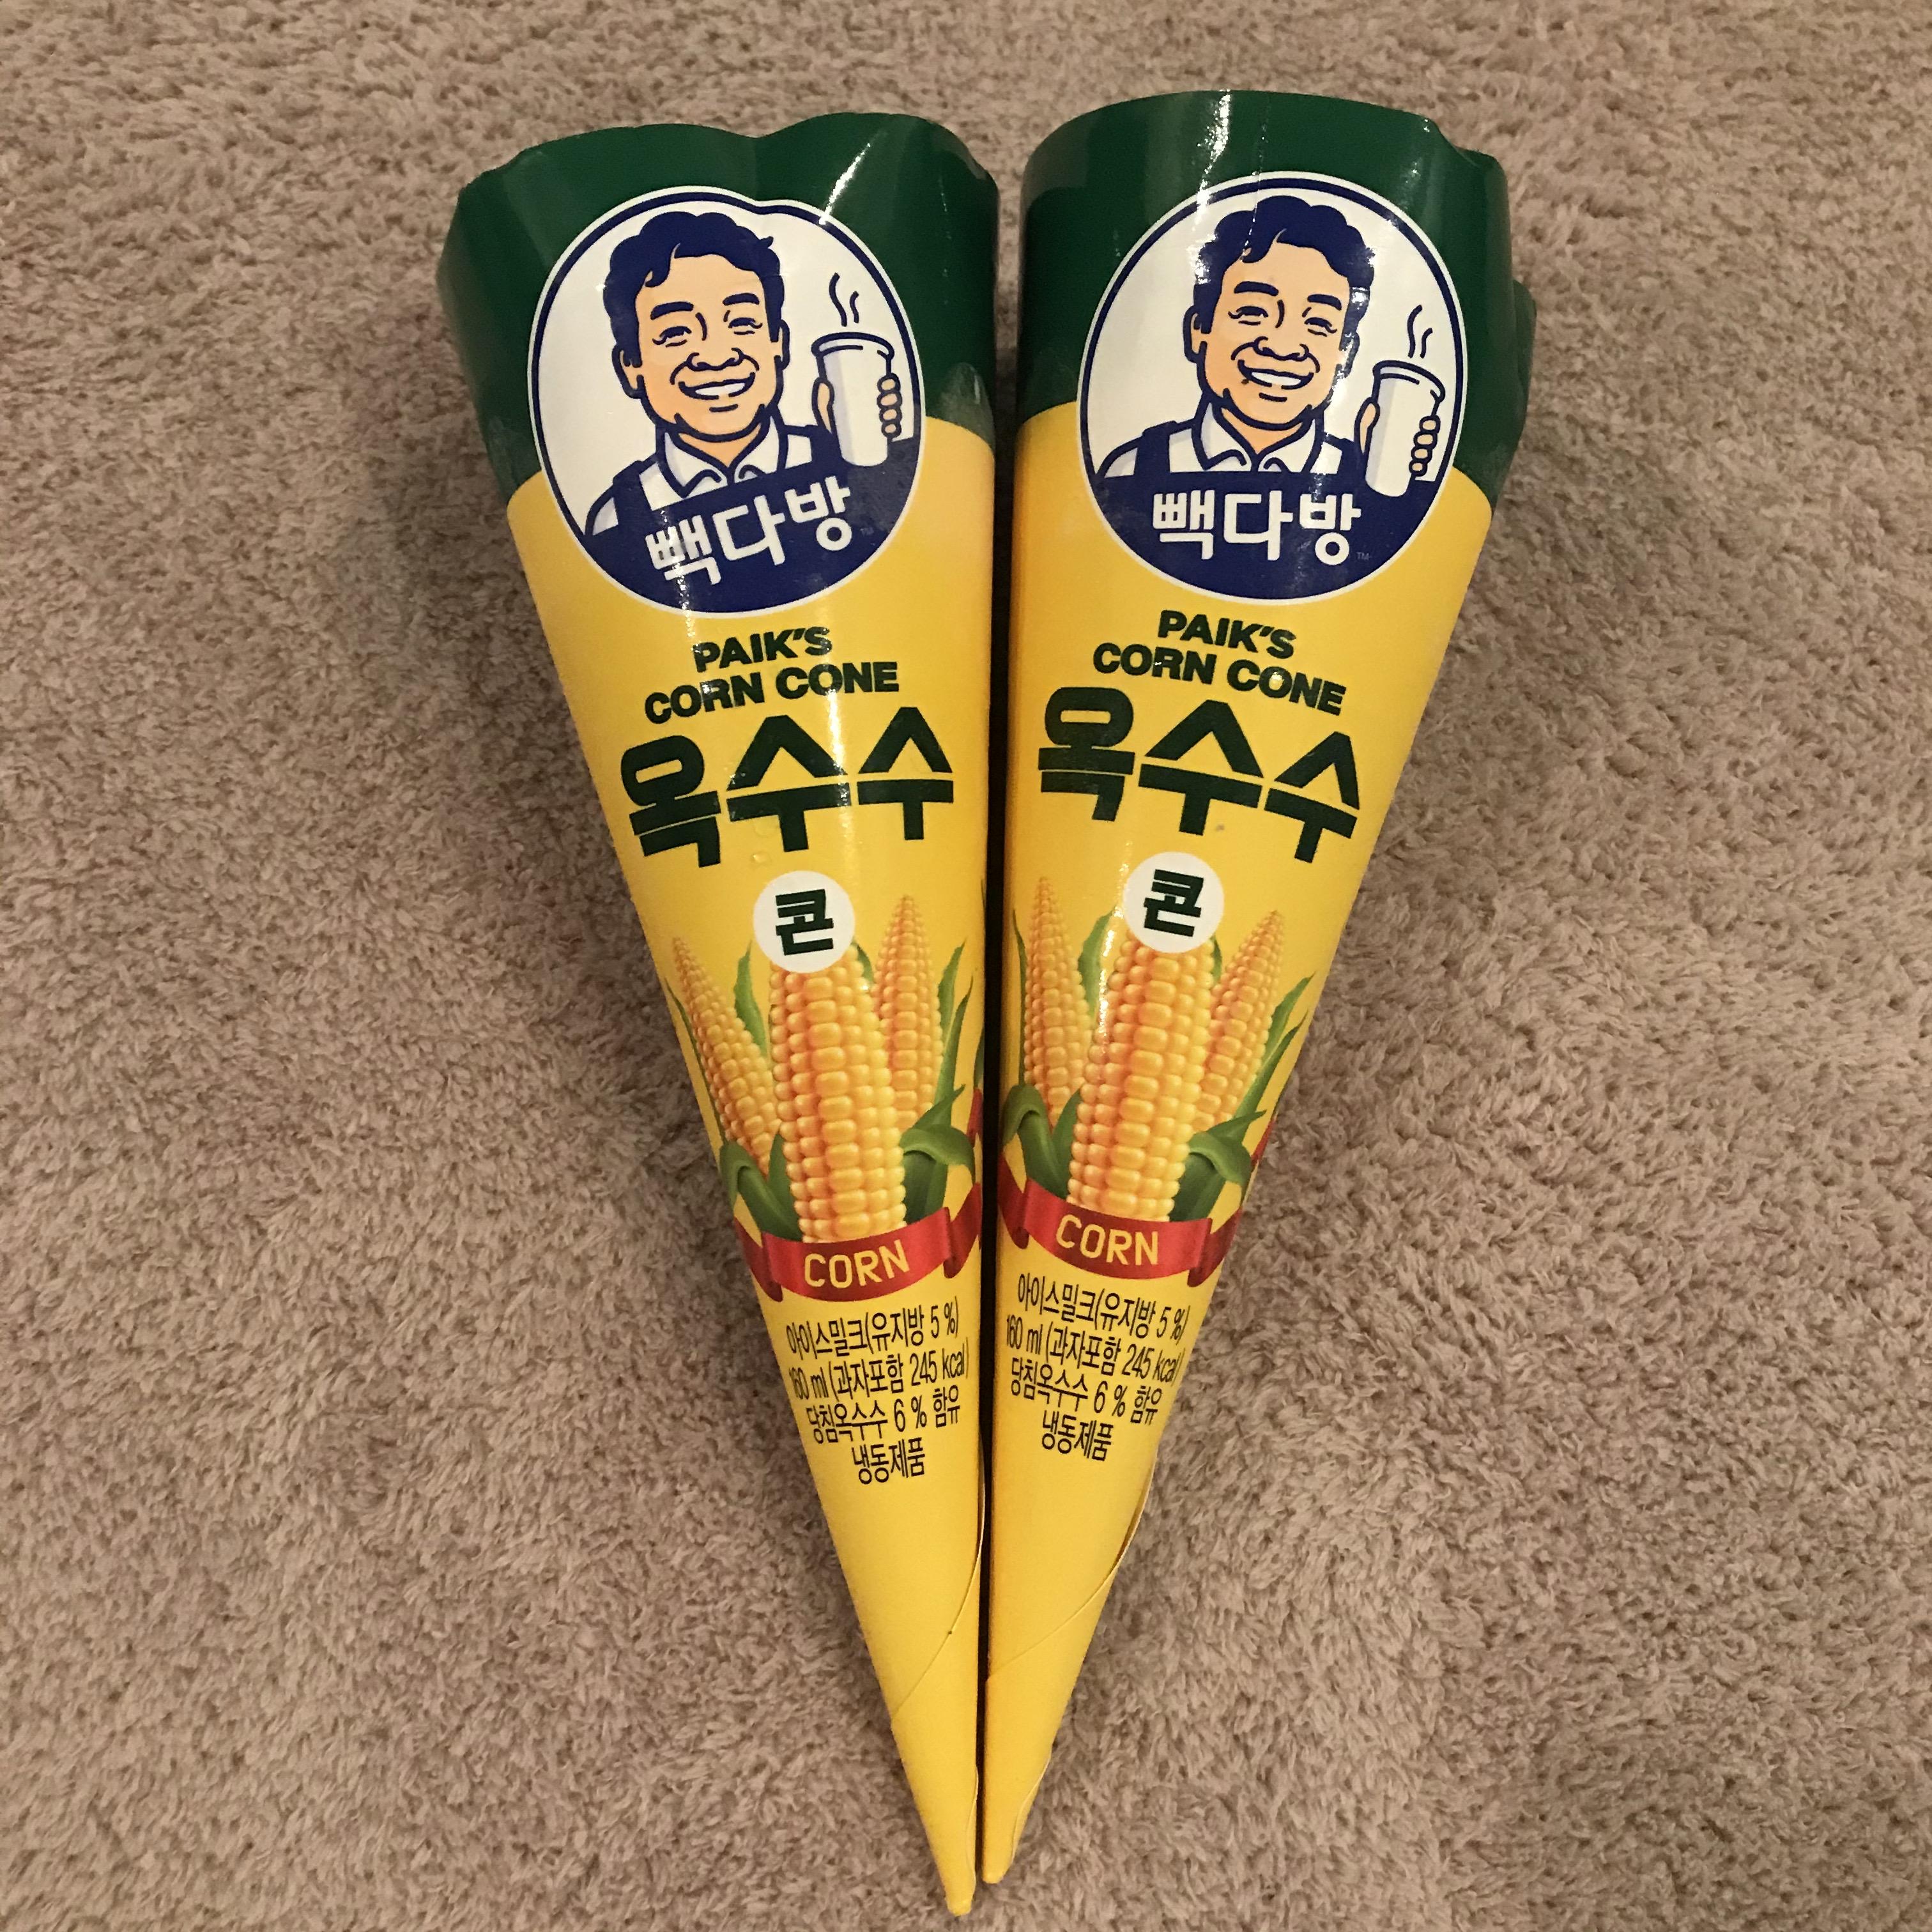 빽다방
PAIK'S
CORN CONE
옥수수
콘
CORN
아이스밀크(유지방 5 %)
160 ml (과자포함 245 kcal)
당침옥수수 6 % 함유
냉동제품
빽다방™
PAIK'S
CORN CONE
옥수수
콘
CORN
아이스밀크(유지방 5 %)
160 ml (과자포함 245 kcal)
당침옥수수 6 % 함유
냉동제품